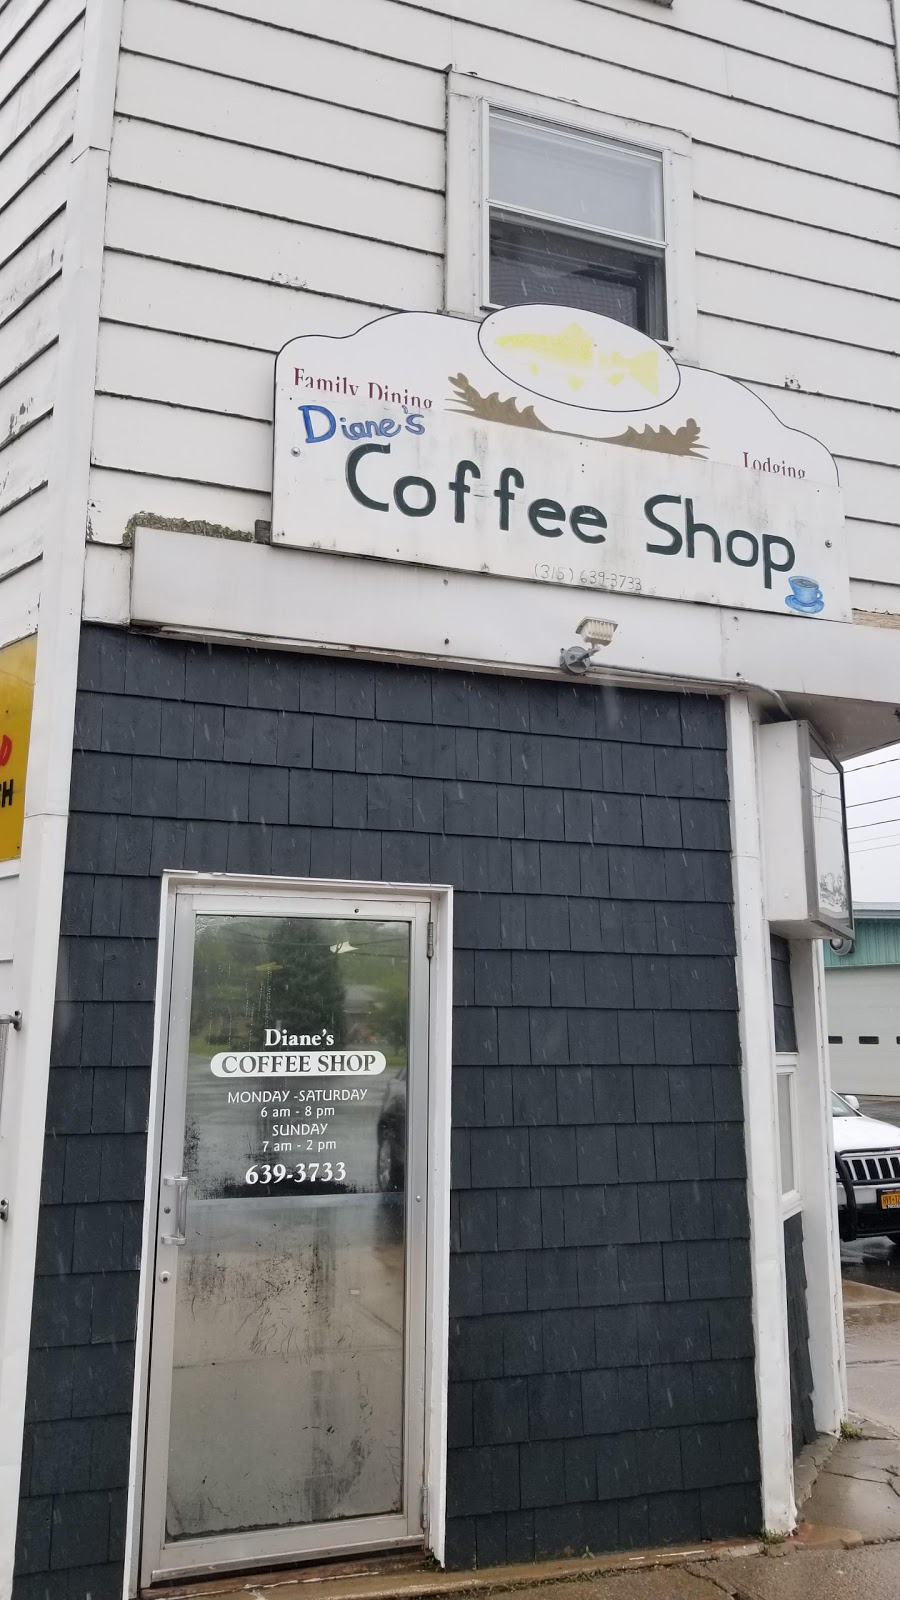 Family Dining
Lodging
Diane's
Coffee Shop
(315) 639-3733
Diane's
COFFEE SHOP
MONDAY -SATURDAY
6 am - 8 pm
SUNDAY
7 am - 2 pm
639-3733